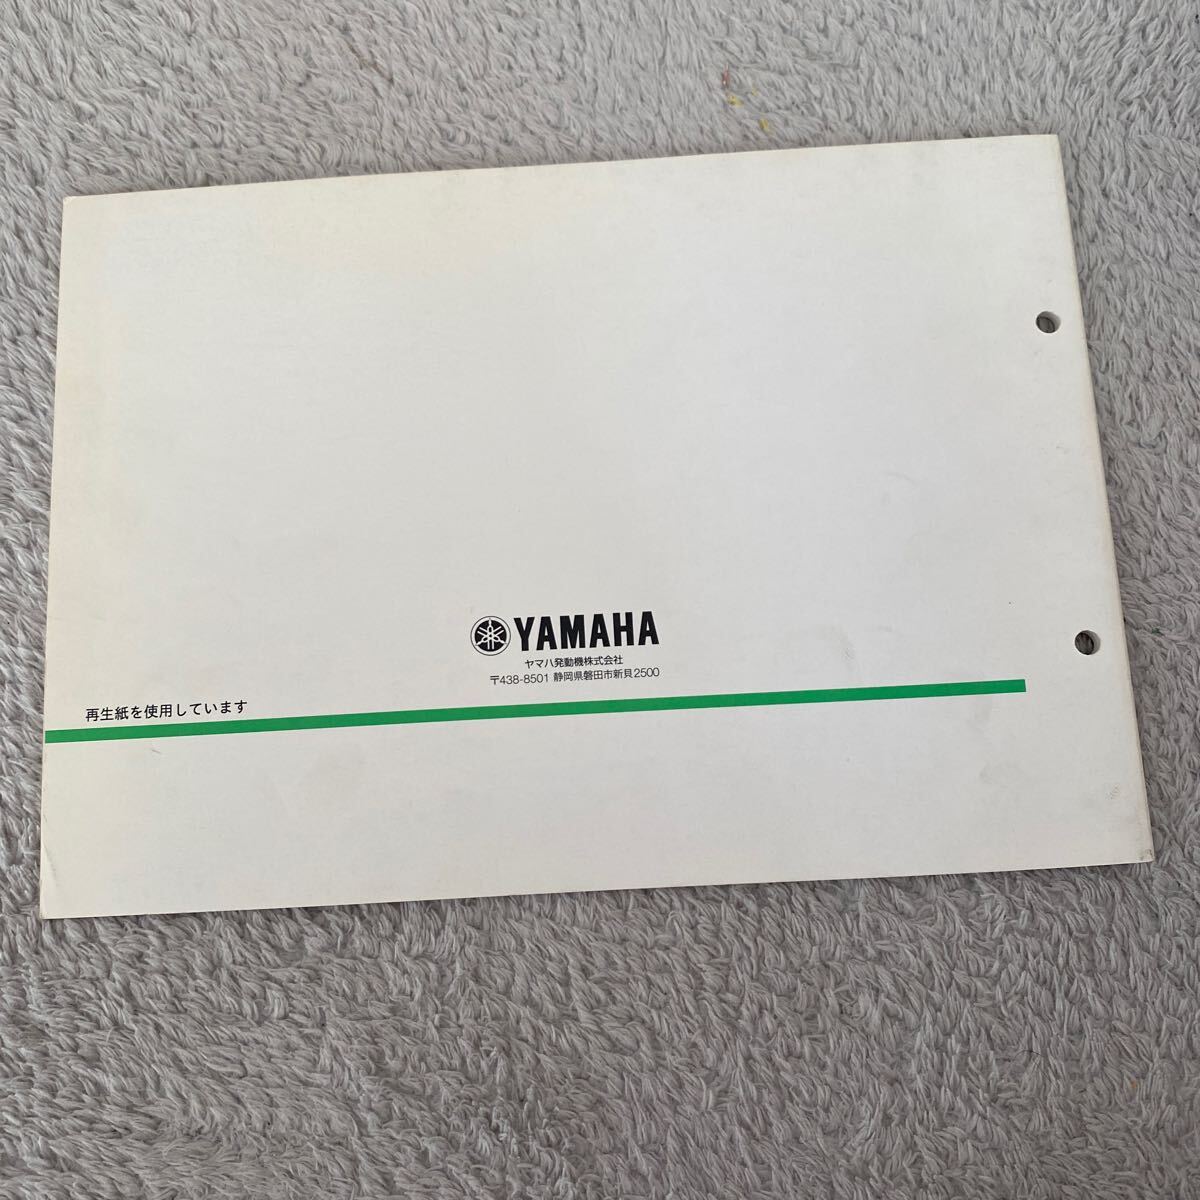 YAMAHA
ヤマハ発動機株式会社
〒438-8501 静岡県磐田市新貝2500
再生紙を使用しています